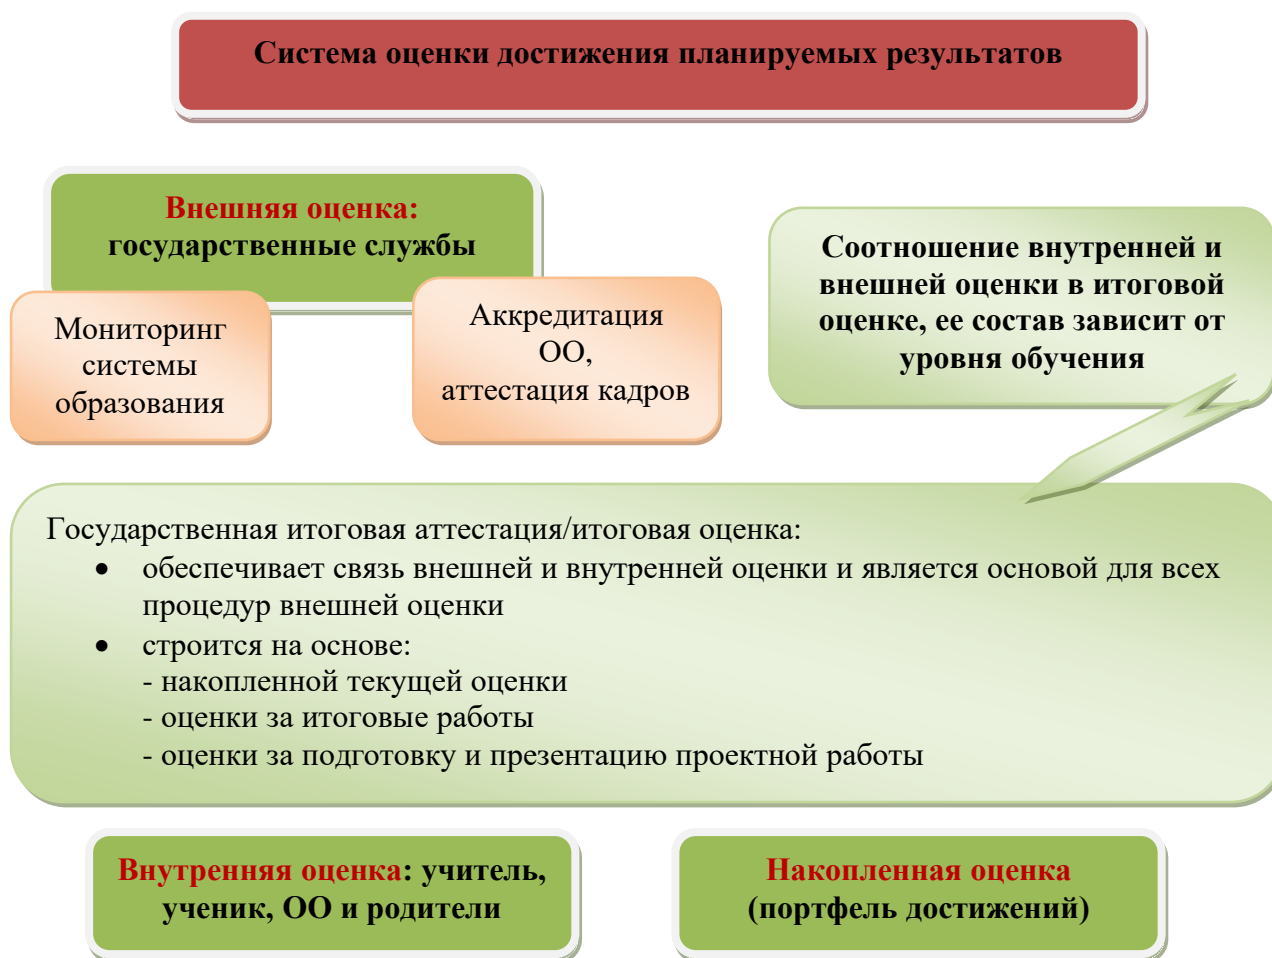 Система оценки достижения планируемых результатов
Внешняя оценка:
государственные службы
Мониторинг
системы
образования
Аккредитация
ОО,
аттестация кадров
Соотношение внутренней и
внешней оценки в итоговой
оценке, ее состав зависит от
уровня обучения
Государственная итоговая аттестация/итоговая оценка:
• обеспечивает связь внешней и внутренней оценки и является основой для всех
процедур внешней оценки
• строится на основе:
- накопленной текущей оценки
- оценки за итоговые работы
- оценки за подготовку и презентацию проектной работы
Внутренняя оценка: учитель,
ученик, ОО и родители
Накопленная оценка
(портфель достижений)